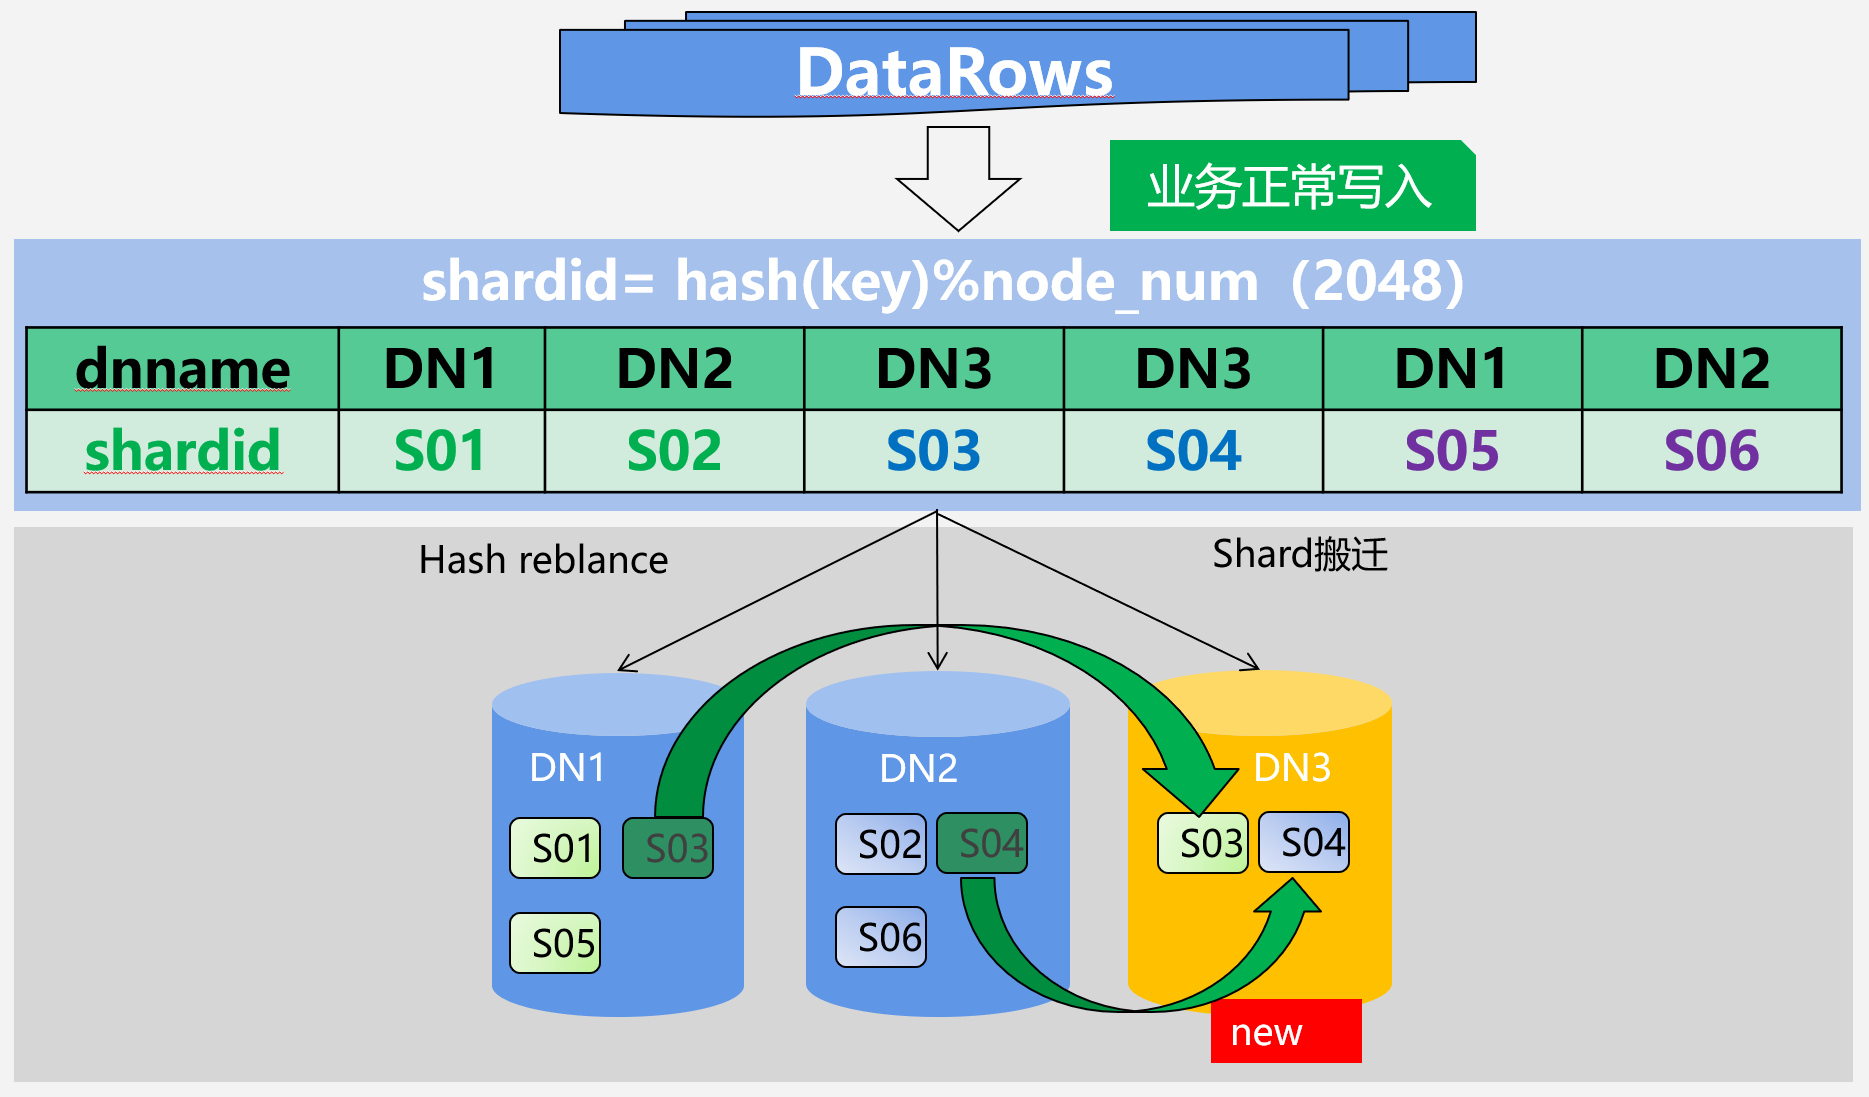 DataRows
业务正常写入
shardid= hash(key)%node_num（2048）
dnname DN1 DN2 DN3 DN3 DN1 DN2
shardid S01 S02 S03 S04 S05 S06
Hash reblance
Shard搬迁
DN1
DN2
DN3
S01 S03
S02 S04
S03 S04
S05
S06
new